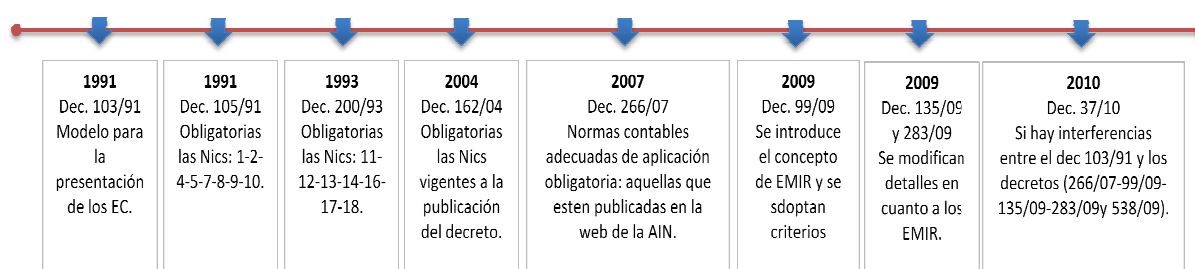 1991
Dec. 103/91
Modelo para
la
presentación
de los EC.
1991
Dec. 105/91
Obligatorias
las Nics: 1-2-
4-5-7-8-9-10.
1993
Dec. 200/93
Obligatorias
las Nics: 11-
12-13-14-16-
17-18.
2004
Dec. 162/04
Obligatorias
las Nics
vigentes a la
publicación
del decreto.
2007
Dec. 266/07
Normas contables
adecuadas de aplicación
obligatoria: aquellas que
esten publicadas en la
web de la AIN.
2009
Dec. 99/09
Se introduce
el concepto
de EMIR y se
sdoptan
criterios
2009
Dec. 135/09
y 283/09
Se modifican
detalles en
cuanto a los
EMIR.
2010
Dec. 37/10
Si hay interferencias
entre el dec 103/91 y los
decretos (266/07-99/09-
135/09-283/09y 538/09).